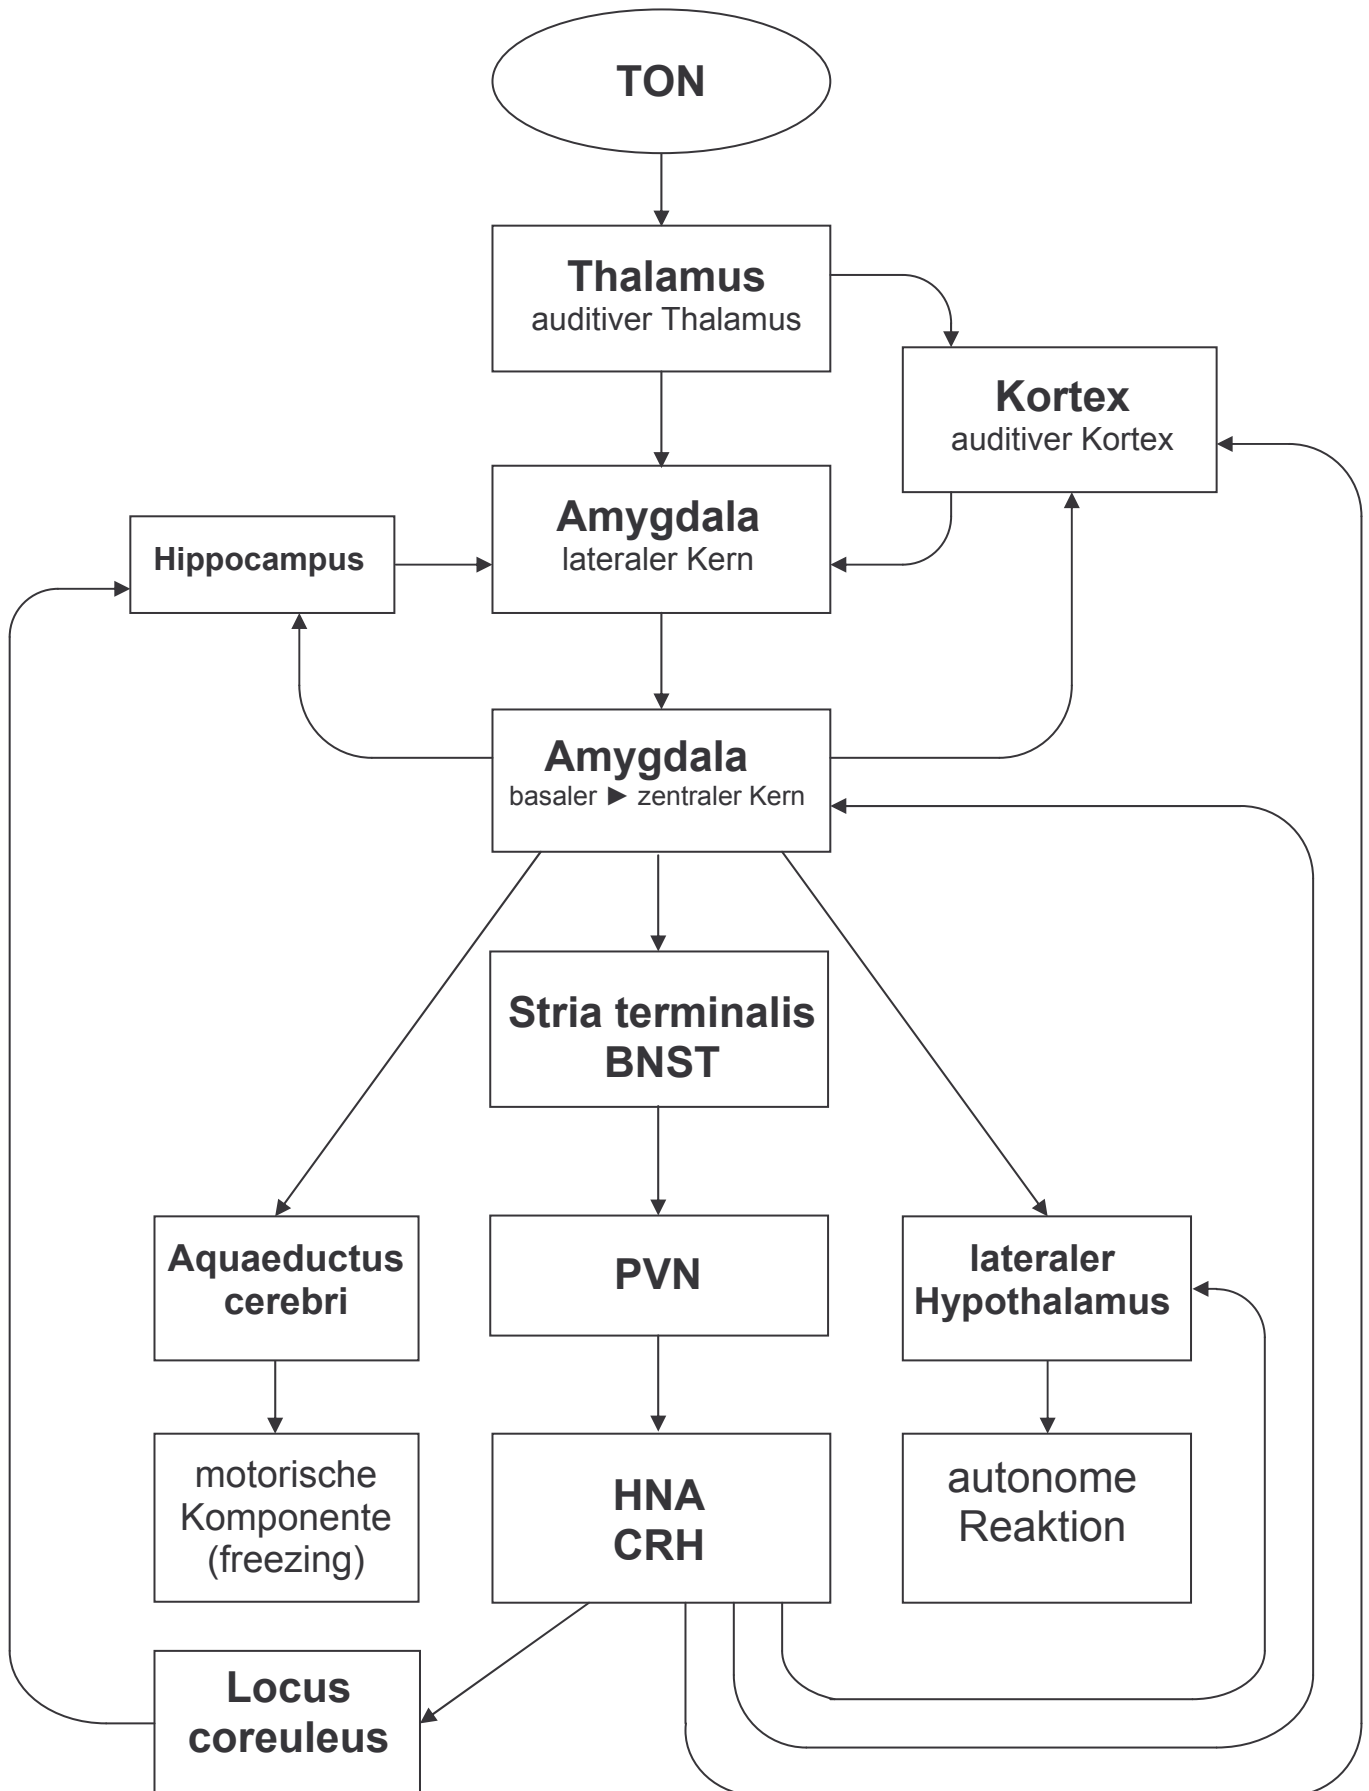 TON
Thalamus
auditiver Thalamus
Kortex
auditiver Kortex
Amygdala
lateraler Kern
Hippocampus
Amygdala
basaler ► zentraler Kern
Stria terminalis
BNST
Aquaeductus
cerebri
PVN
lateraler
Hypothalamus
motorische
Komponente
(freezing)
HNA
CRH
autonome
Reaktion
Locus
coreuleus